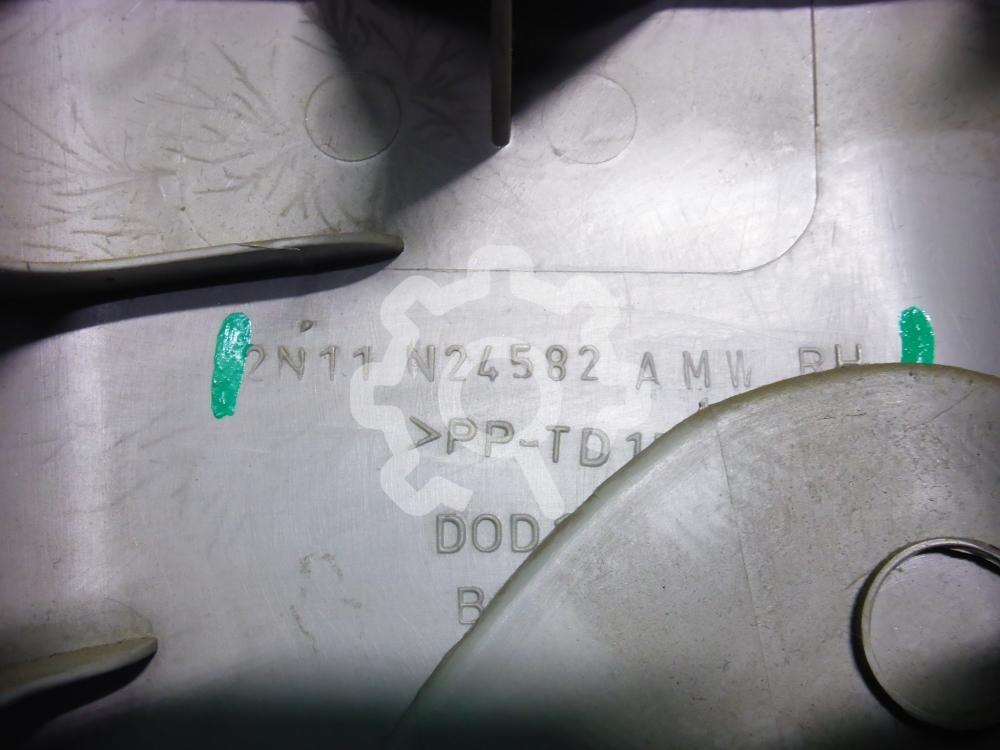 2N11 N24582 AMW RH
>PP-TD1
DOD
B